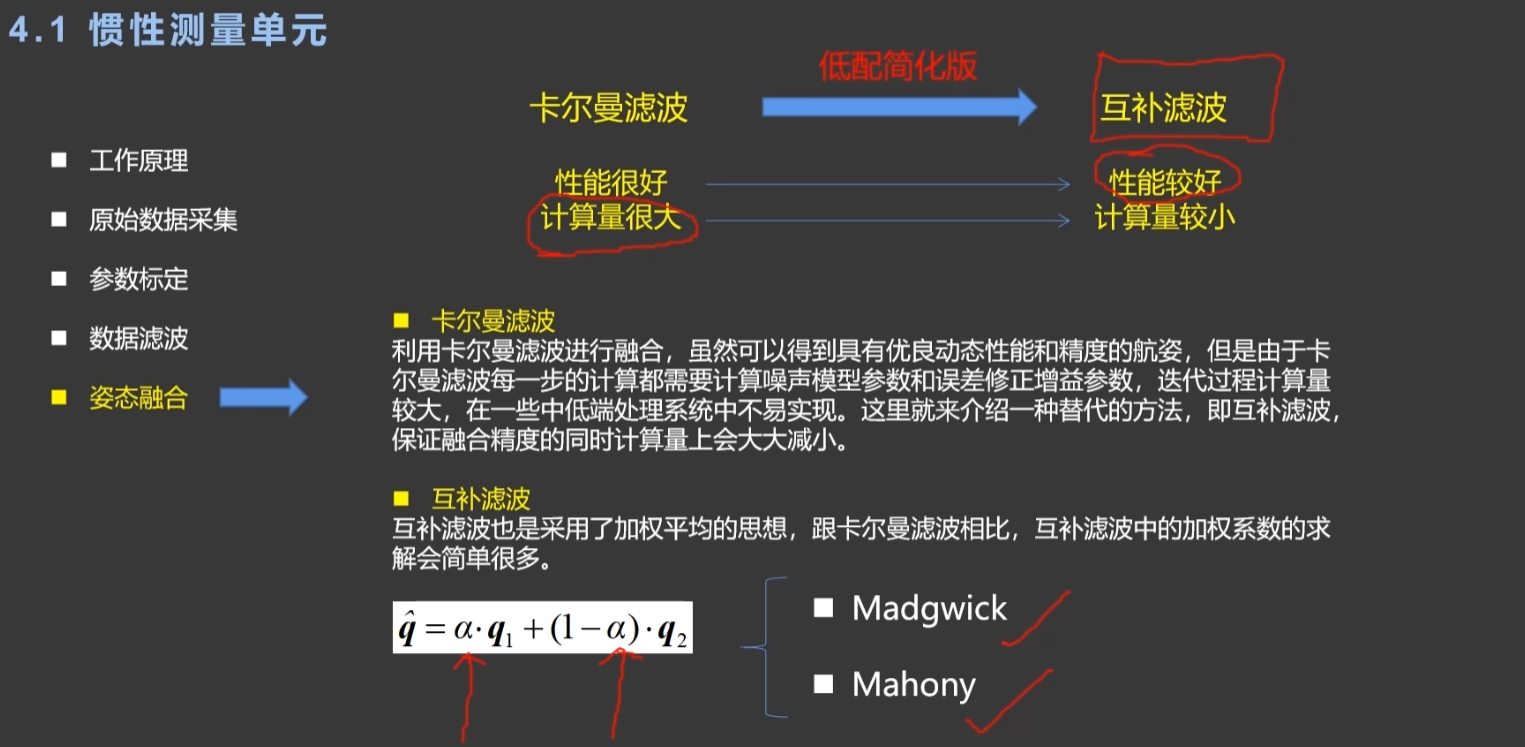 4.1 惯性测量单元
低配简化版
卡尔曼滤波
互补滤波
性能很好
性能较好
计算量很大
计算量较小
工作原理
原始数据采集
参数标定
数据滤波
姿态融合
卡尔曼滤波
利用卡尔曼滤波进行融合，虽然可以得到具有优良动态性能和精度的航姿，但是由于卡
尔曼滤波每一步的计算都需要计算噪声模型参数和误差修正增益参数，迭代过程计算量
较大，在一些中低端处理系统中不易实现。这里就来介绍一种替代的方法，即互补滤波，
保证融合精度的同时计算量上会大大减小。
互补滤波
互补滤波也是采用了加权平均的思想，跟卡尔曼滤波相比，互补滤波中的加权系数的求
解会简单很多。
q̂ = α·q₁ + (1−α)·q₂
Madgwick
Mahony